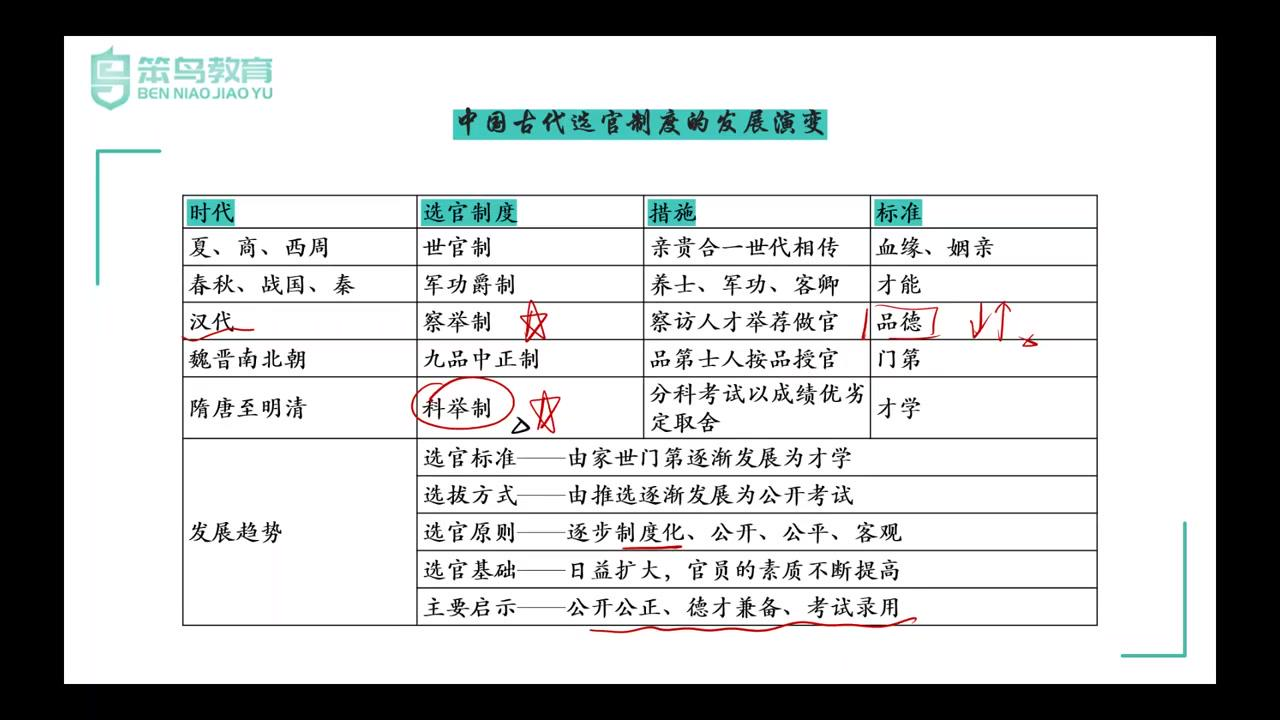 笨鸟教育
BEN NIAO JIAO YU
中国古代选官制度的发展演变
时代 选官制度 措施 标准
夏、商、西周 世官制 亲贵合一世代相传 血缘、姻亲
春秋、战国、秦 军功爵制 养士、军功、客卿 才能
汉代 察举制 察访人才举荐做官 品德
魏晋南北朝 九品中正制 品第士人按品授官 门第
隋唐至明清 科举制 分科考试以成绩优劣 才学
定取舍
发展趋势
选官标准——由家世门第逐渐发展为才学
选拔方式——由推选逐渐发展为公开考试
选官原则——逐步制度化、公开、公平、客观
选官基础——日益扩大，官员的素质不断提高
主要启示——公开公正、德才兼备、考试录用